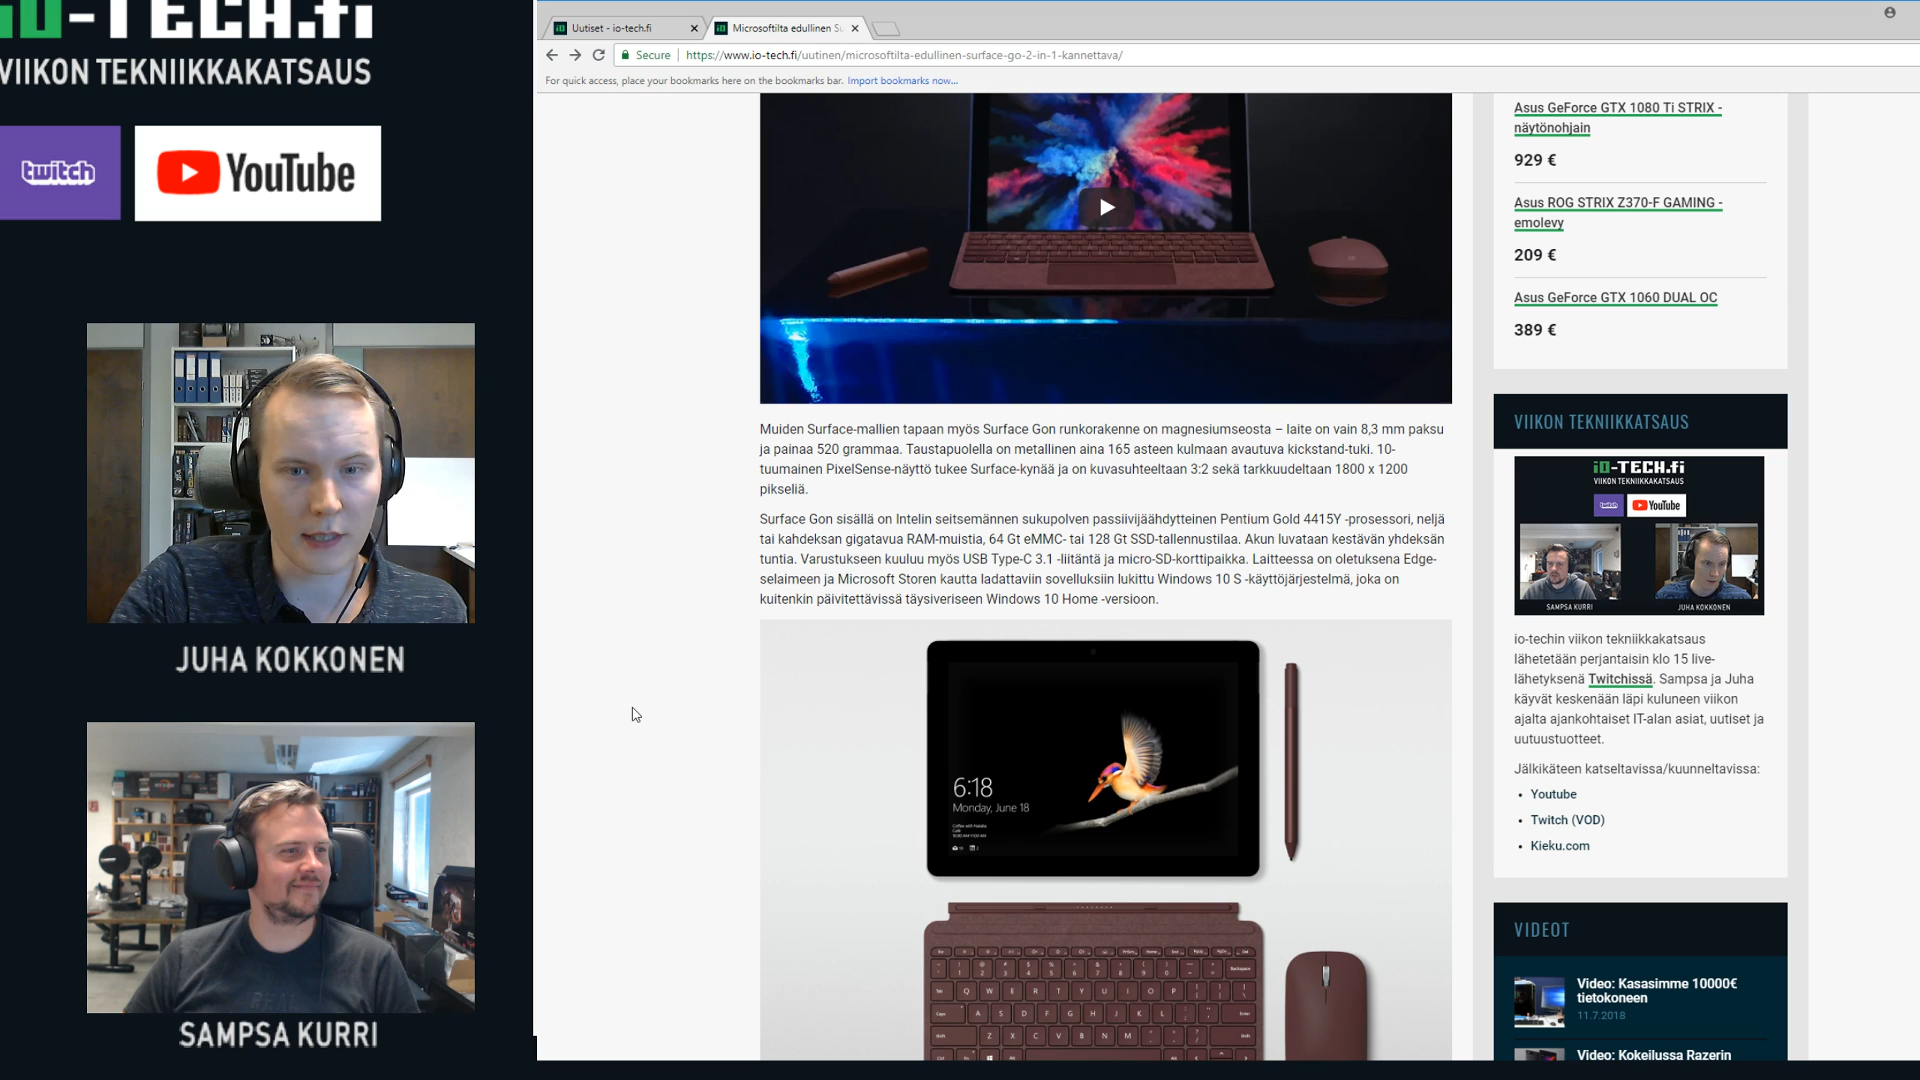 iO-TECH.fi
VIIKON TEKNIIKKAKATSAUS
twitch
YouTube
JUHA KOKKONEN
SAMPSA KURRI
Uutiset - io-tech.fi
Microsoftilta edullinen Su
Secure
https://www.io-tech.fi/uutinen/microsoftilta-edullinen-surface-go-2-in-1-kannettava/
For quick access, place your bookmarks here on the bookmarks bar. Import bookmarks now...
Muiden Surface-mallien tapaan myös Surface Gon runkorakenne on magnesiumseosta – laite on vain 8,3 mm paksu
ja painaa 520 grammaa. Taustapuolella on metallinen aina 165 asteen kulmaan avautuva kickstand-tuki. 10-
tuumainen PixelSense-näyttö tukee Surface-kynää ja on kuvasuhteeltaan 3:2 sekä tarkkuudeltaan 1800 x 1200
pikseliä.
Surface Gon sisällä on Intelin seitsemännen sukupolven passiivijäähdytteinen Pentium Gold 4415Y -prosessori, neljä
tai kahdeksan gigatavua RAM-muistia, 64 Gt eMMC- tai 128 Gt SSD-tallennustilaa. Akun luvataan kestävän yhdeksän
tuntia. Varustukseen kuuluu myös USB Type-C 3.1 -liitäntä ja micro-SD-korttipaikka. Laitteessa on oletuksena Edge-
selaimeen ja Microsoft Storen kautta ladattaviin sovelluksiin lukittu Windows 10 S -käyttöjärjestelmä, joka on
kuitenkin päivitettävissä täysiveriseen Windows 10 Home -versioon.
6:18
Monday, June 18
Asus GeForce GTX 1080 Ti STRIX -
näytönohjain
929 €
Asus ROG STRIX Z370-F GAMING -
emolevy
209 €
Asus GeForce GTX 1060 DUAL OC
389 €
VIIKON TEKNIIKKATSAUS
iO-TECH.fi
VIIKON TEKNIIKKAKATSAUS
twitch
YouTube
SAMPSA KURRI
JUHA KOKKONEN
io-techin viikon tekniikkakatsaus
lähetetään perjantaisin klo 15 live-
lähetyksenä Twitchissä. Sampsa ja Juha
käyvät keskenään läpi kuluneen viikon
ajalta ajankohtaiset IT-alan asiat, uutiset ja
uutuustuotteet.
Jälkikäteen katseltavissa/kuunneltavissa:
Youtube
Twitch (VOD)
Kieku.com
VIDEOT
Video: Kasasimme 10000€
tietokoneen
11.7.2018
Video: Kokeilussa Razerin